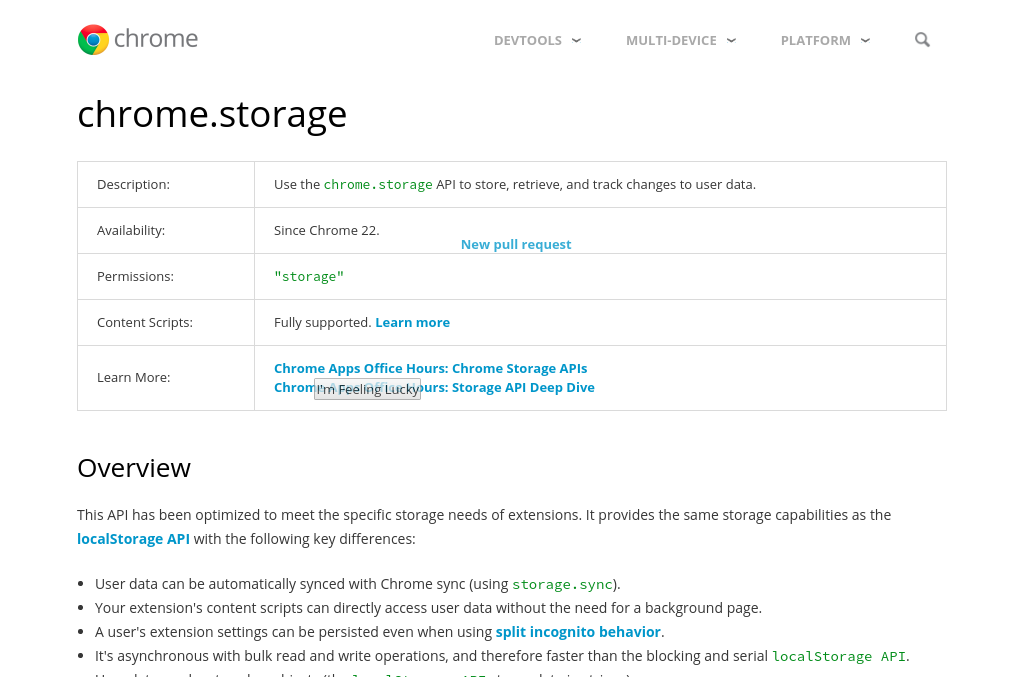 chrome
DEVTOOLS MULTI-DEVICE PLATFORM
chrome.storage
Description: Use the chrome.storage API to store, retrieve, and track changes to user data.
Availability: Since Chrome 22.
New pull request
Permissions: "storage"
Content Scripts: Fully supported. Learn more
Learn More: Chrome Apps Office Hours: Chrome Storage APIs
Chrome Apps Office Hours: Storage API Deep Dive
I'm Feeling Lucky
Overview
This API has been optimized to meet the specific storage needs of extensions. It provides the same storage capabilities as the
localStorage API with the following key differences:
• User data can be automatically synced with Chrome sync (using storage.sync).
• Your extension's content scripts can directly access user data without the need for a background page.
• A user's extension settings can be persisted even when using split incognito behavior.
• It's asynchronous with bulk read and write operations, and therefore faster than the blocking and serial localStorage API.